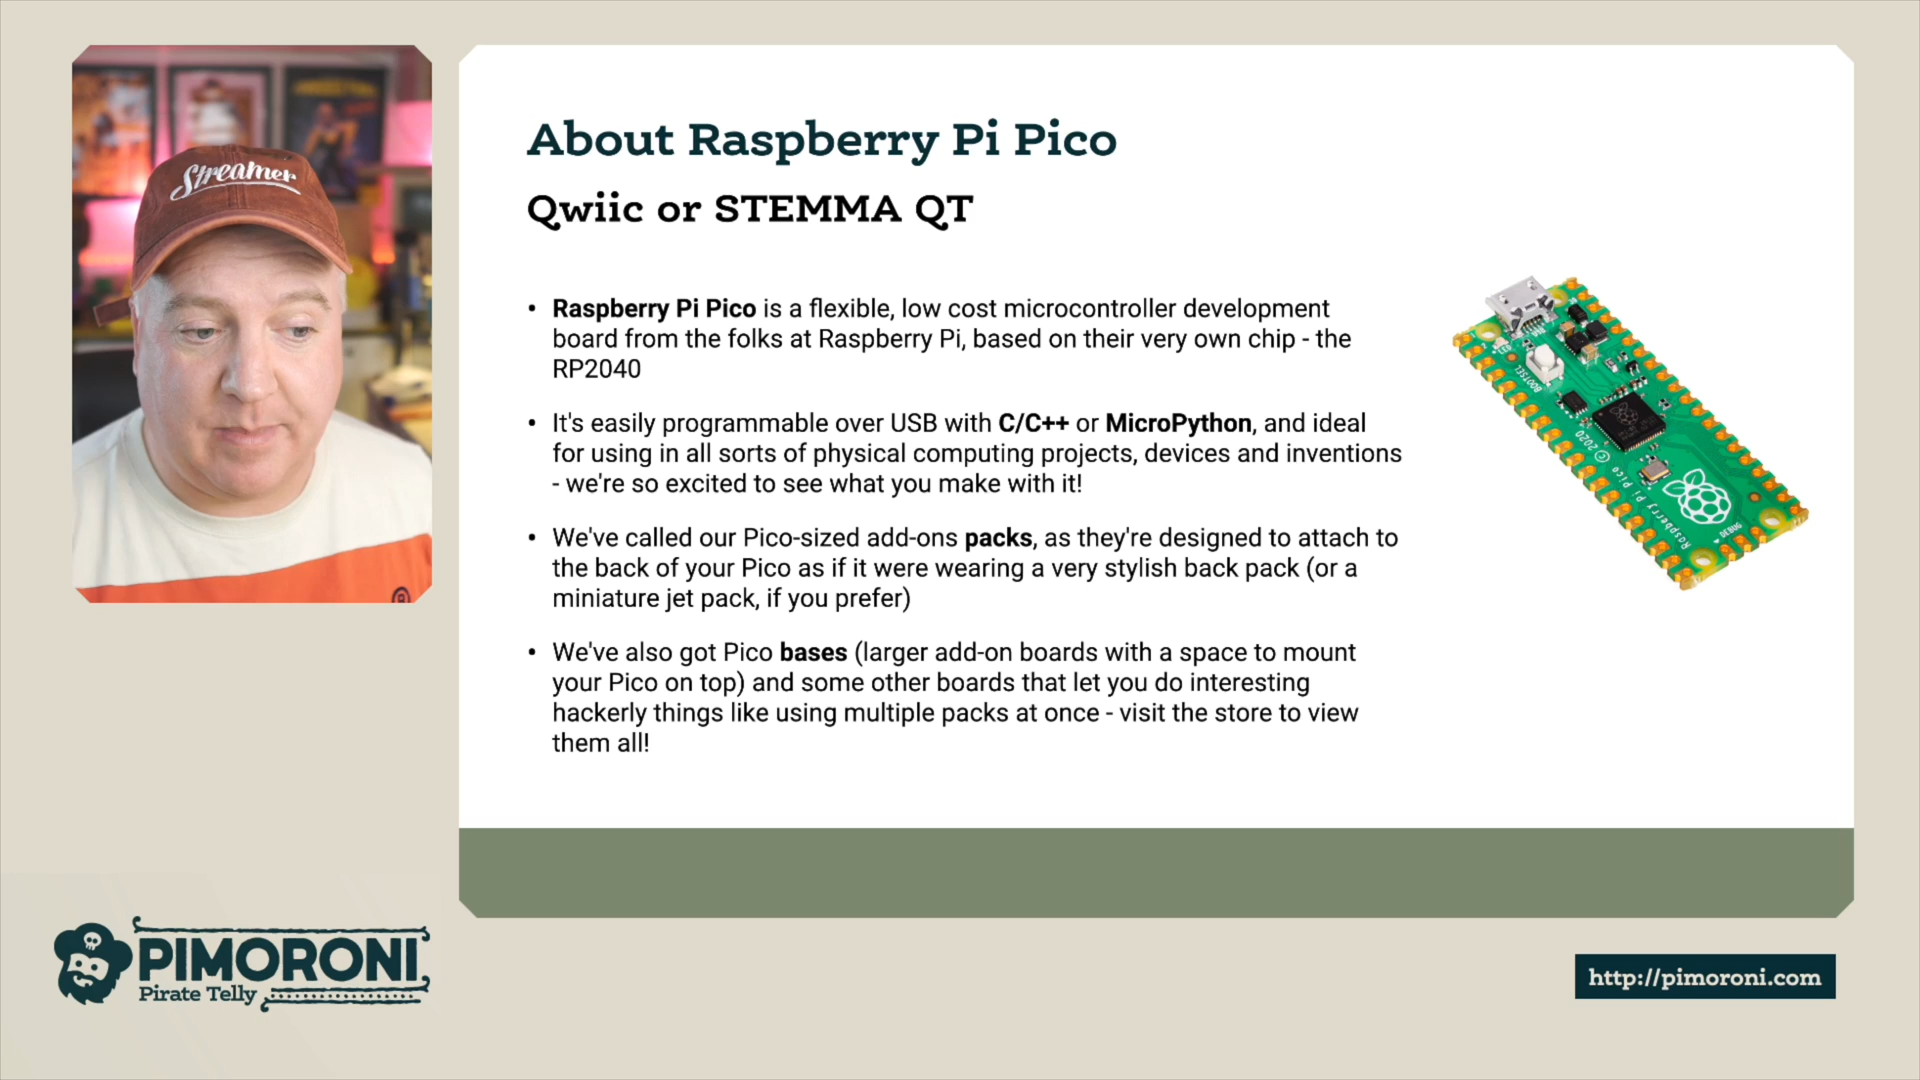 Streamer
About Raspberry Pi Pico
Qwiic or STEMMA QT
• Raspberry Pi Pico is a flexible, low cost microcontroller development
board from the folks at Raspberry Pi, based on their very own chip - the
RP2040
• It's easily programmable over USB with C/C++ or MicroPython, and ideal
for using in all sorts of physical computing projects, devices and inventions
- we're so excited to see what you make with it!
• We've called our Pico-sized add-ons packs, as they're designed to attach to
the back of your Pico as if it were wearing a very stylish back pack (or a
miniature jet pack, if you prefer)
• We've also got Pico bases (larger add-on boards with a space to mount
your Pico on top) and some other boards that let you do interesting
hackerly things like using multiple packs at once - visit the store to view
them all!
LED
BOOTSEL
Raspberry Pi Pico © 2020
DEBUG
PIMORONI
Pirate Telly
http://pimoroni.com